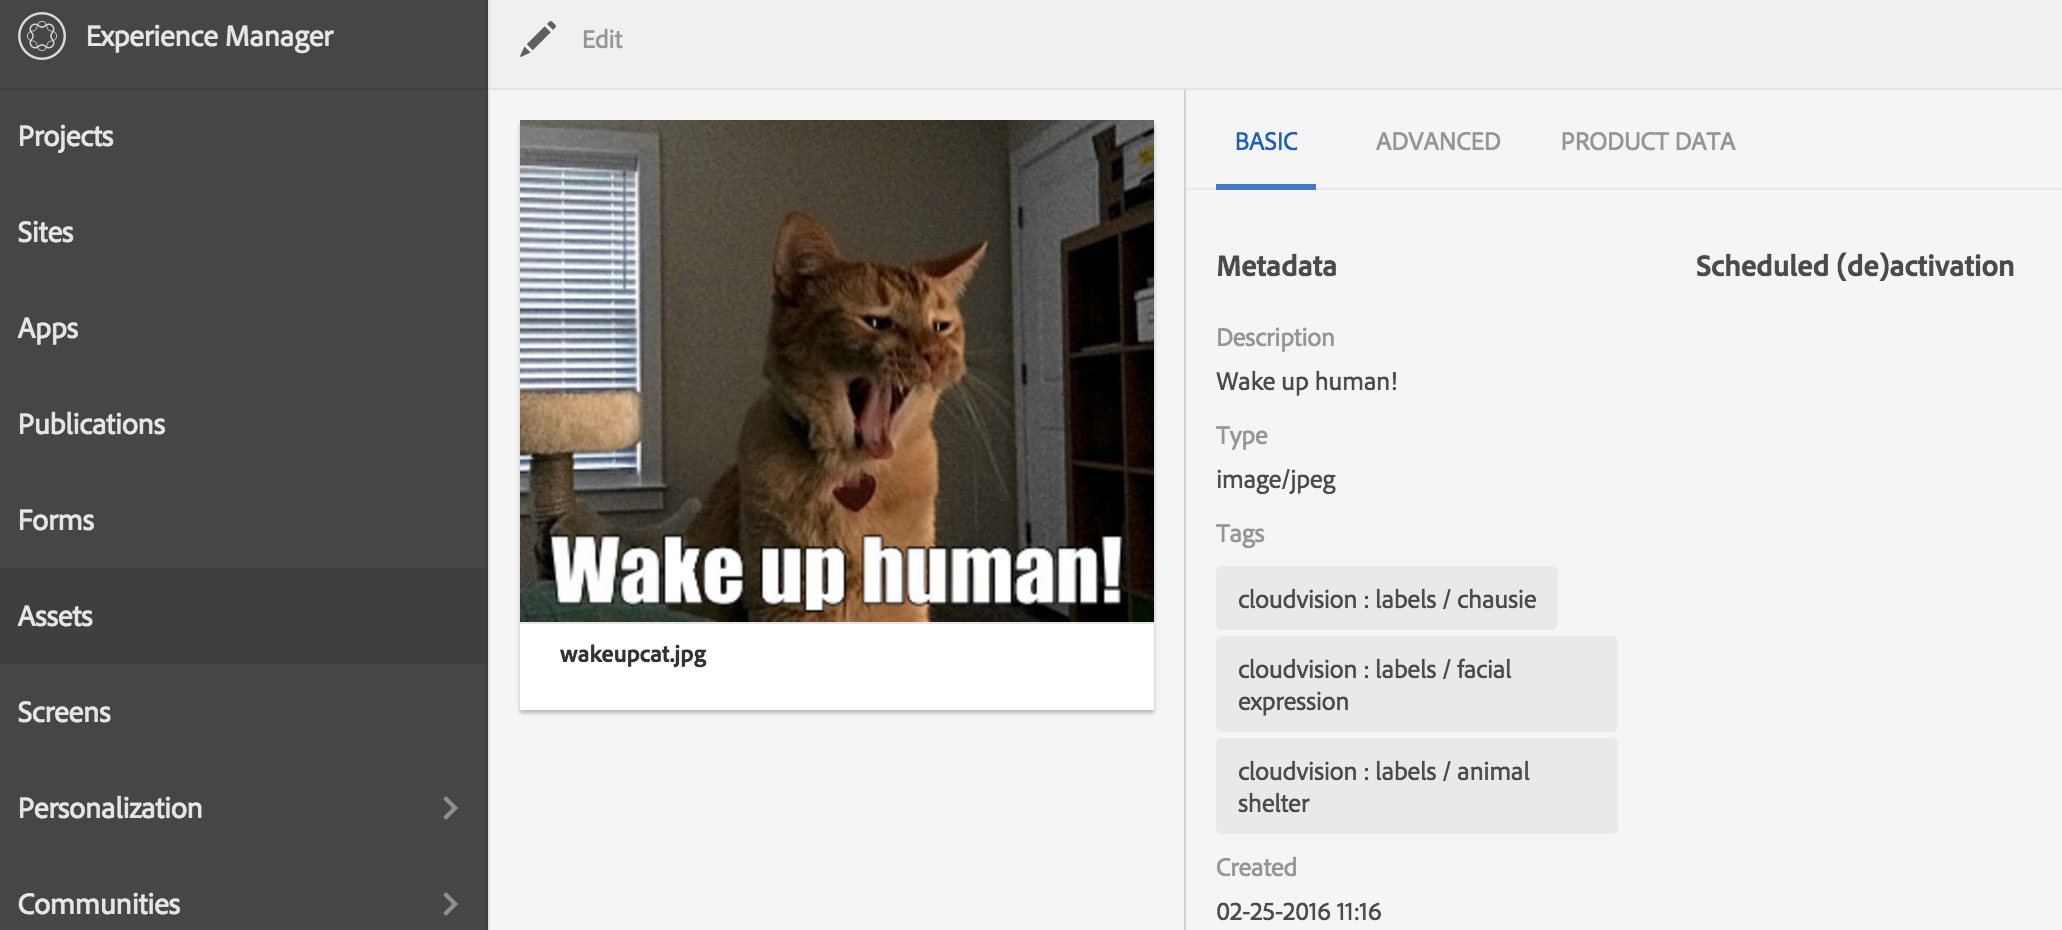 Experience Manager
Projects
Sites
Apps
Publications
Forms
Assets
Screens
Personalization
Communities
Edit
Wake up human!
wakeupcat.jpg
BASIC
ADVANCED
PRODUCT DATA
Metadata
Description
Wake up human!
Type
image/jpeg
Tags
cloudvision : labels / chausie
cloudvision : labels / facial
expression
cloudvision : labels / animal
shelter
Created
02-25-2016 11:16
Scheduled (de)activation